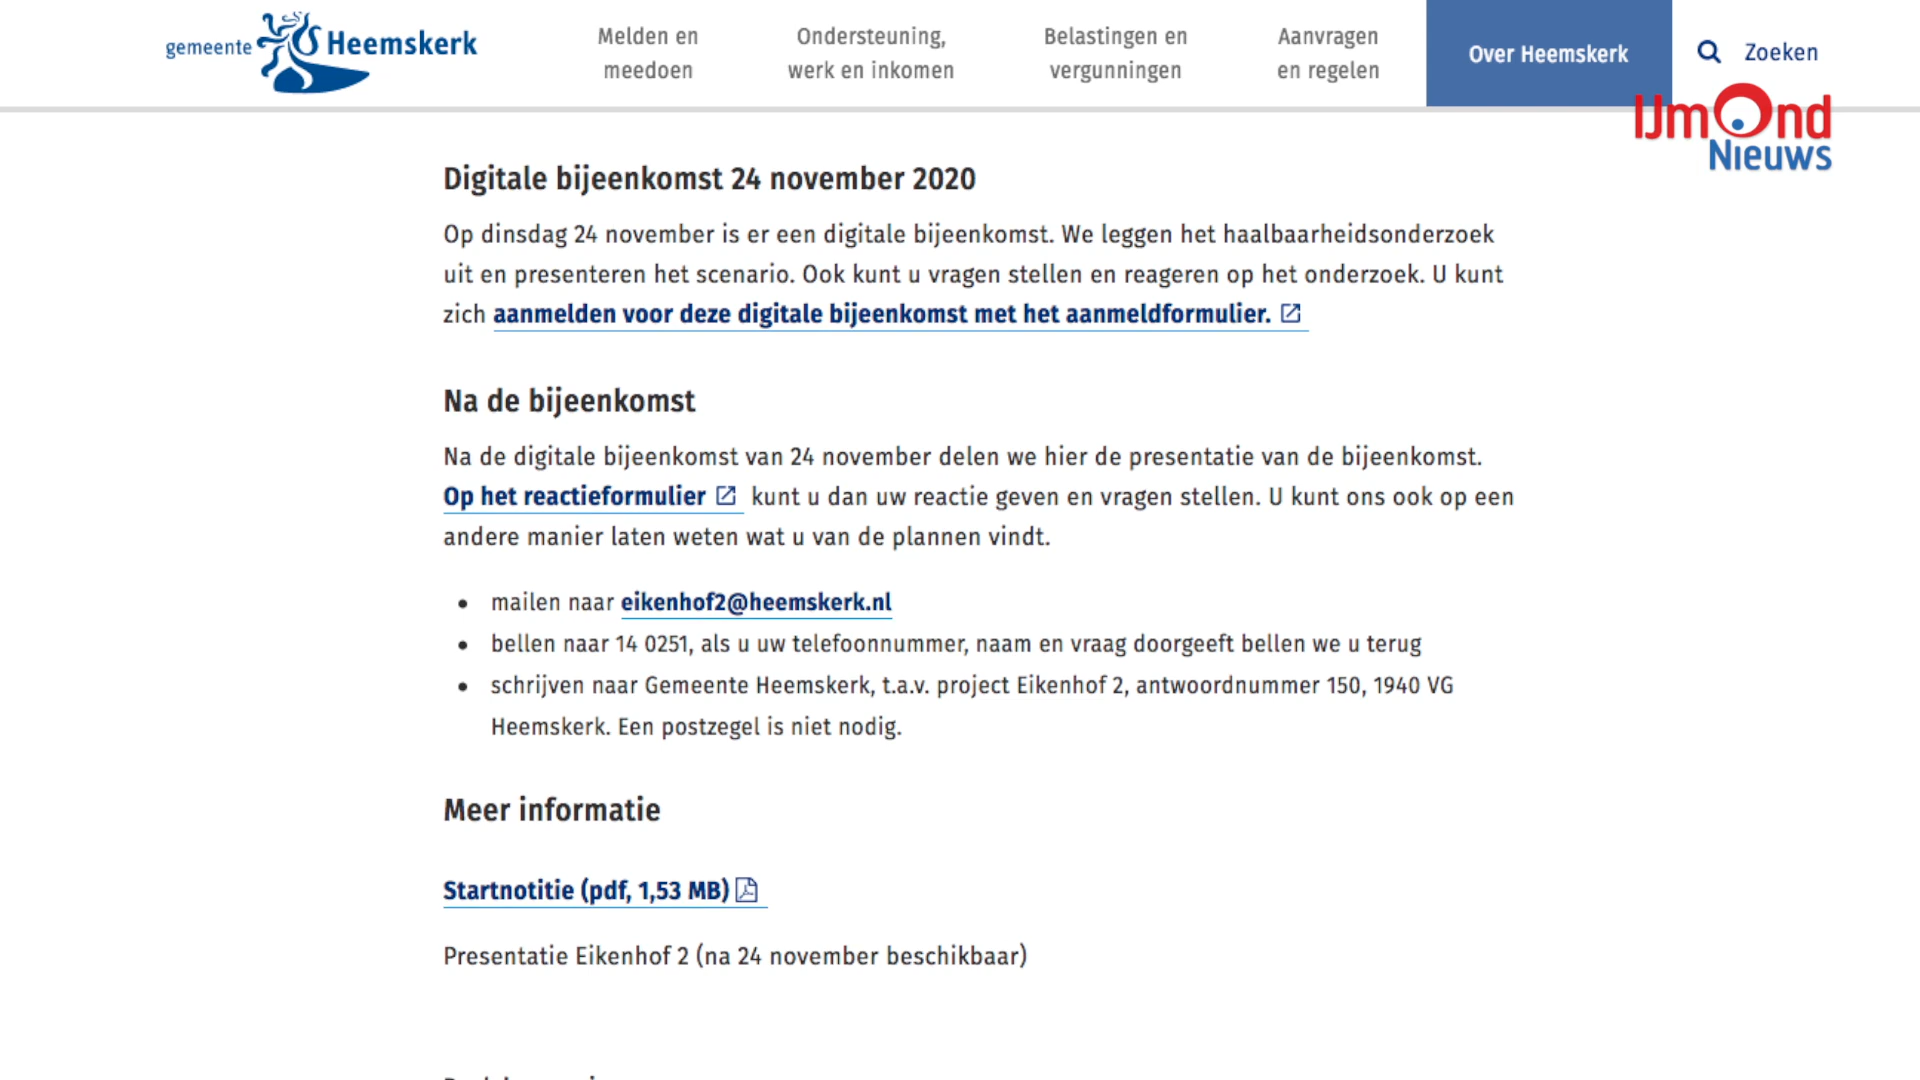 gemeente Heemskerk
Melden en
meedoen
Ondersteuning,
werk en inkomen
Belastingen en
vergunningen
Aanvragen
en regelen
Over Heemskerk
Zoeken
IJmOnd
Nieuws
Digitale bijeenkomst 24 november 2020
Op dinsdag 24 november is er een digitale bijeenkomst. We leggen het haalbaarheidsonderzoek
uit en presenteren het scenario. Ook kunt u vragen stellen en reageren op het onderzoek. U kunt
zich aanmelden voor deze digitale bijeenkomst met het aanmeldformulier.
Na de bijeenkomst
Na de digitale bijeenkomst van 24 november delen we hier de presentatie van de bijeenkomst.
Op het reactieformulier kunt u dan uw reactie geven en vragen stellen. U kunt ons ook op een
andere manier laten weten wat u van de plannen vindt.
• mailen naar eikenhof2@heemskerk.nl
• bellen naar 14 0251, als u uw telefoonnummer, naam en vraag doorgeeft bellen we u terug
• schrijven naar Gemeente Heemskerk, t.a.v. project Eikenhof 2, antwoordnummer 150, 1940 VG
Heemskerk. Een postzegel is niet nodig.
Meer informatie
Startnotitie (pdf, 1,53 MB)
Presentatie Eikenhof 2 (na 24 november beschikbaar)